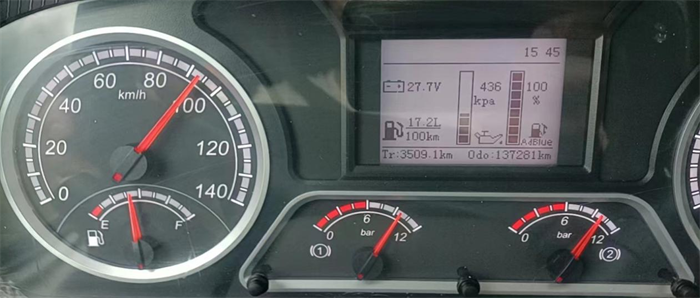 60 80
km/h
40 100
20 120
0 140
E F
15 45
27.7V 436 100
kpa %
17.2L
100km
AdBlue
Tr:3509.1km Odo:137281km
0 6 12
bar
(1)
0 6 12
bar
(2)